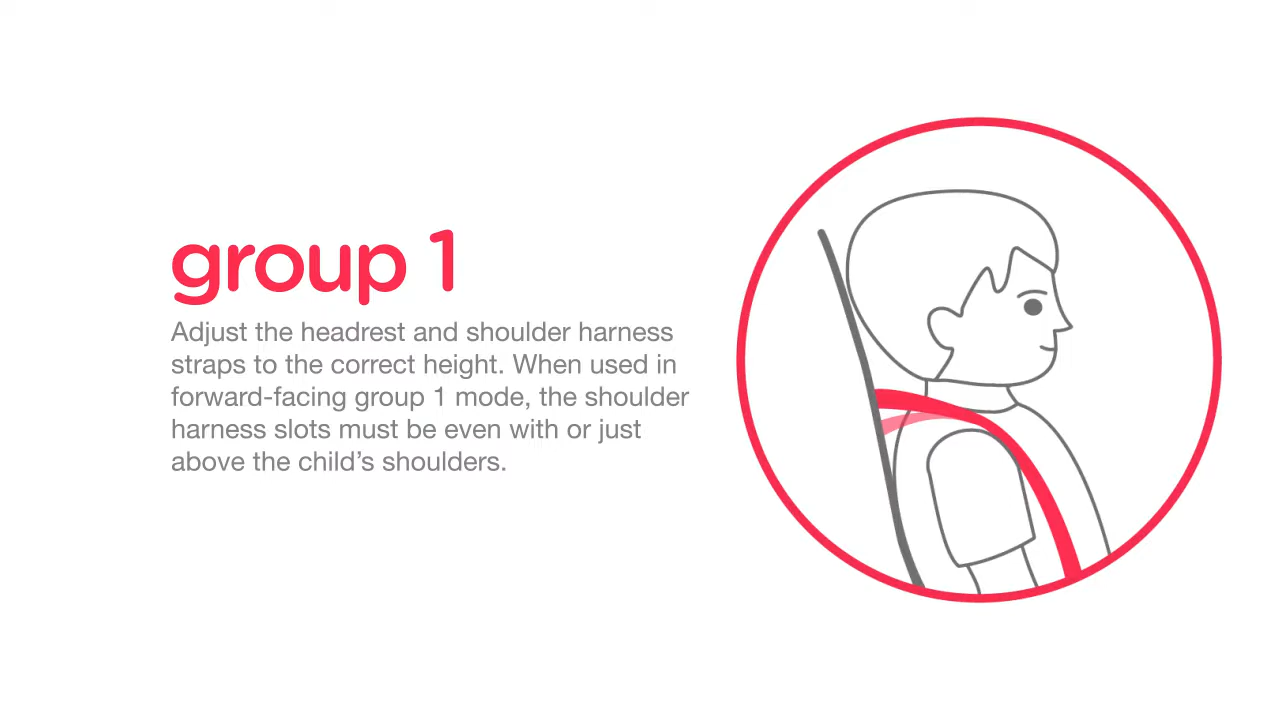 group 1
Adjust the headrest and shoulder harness
straps to the correct height. When used in
forward-facing group 1 mode, the shoulder
harness slots must be even with or just
above the child’s shoulders.